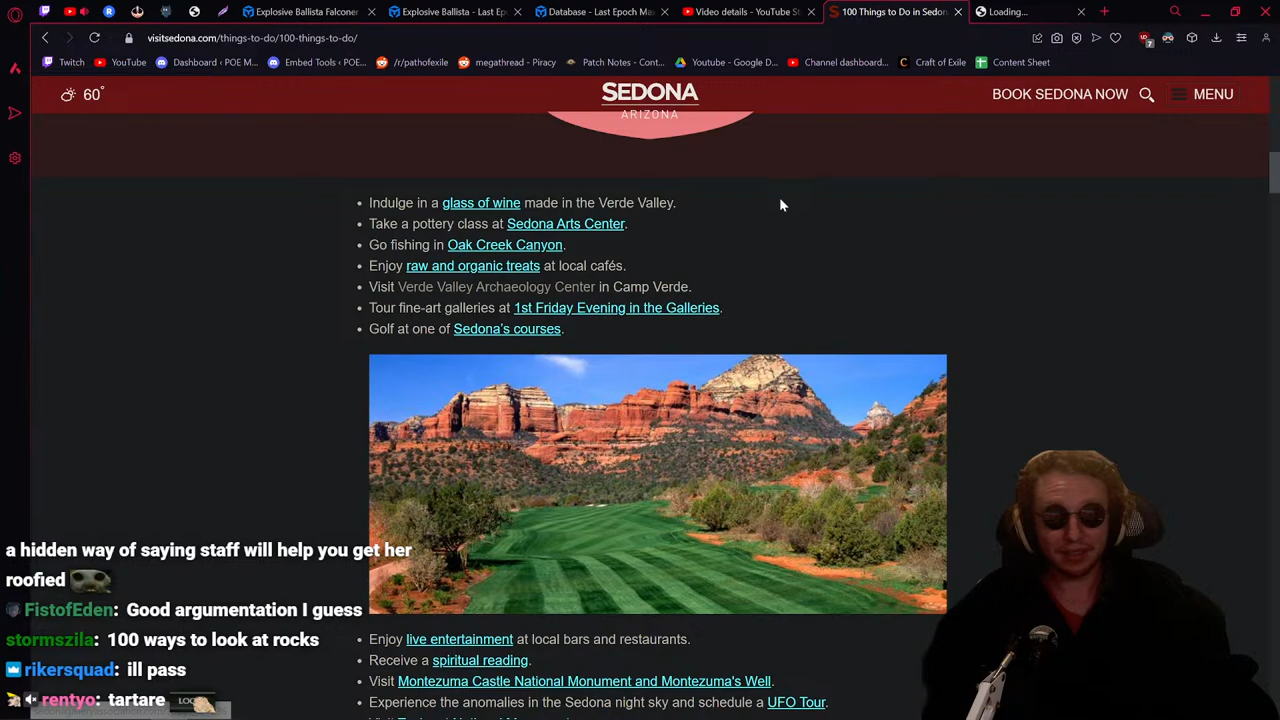 Explosive Ballista Falconer
Explosive Ballista - Last Ep
Database - Last Epoch Ma
Video details - YouTube St
100 Things to Do in Sedon
Loading...
visitsedona.com/things-to-do/100-things-to-do/
7
Twitch
YouTube
Dashboard ‹ POE M...
Embed Tools ‹ POE...
/r/pathofexile
megathread - Piracy
Patch Notes - Cont...
Youtube - Google D...
Channel dashboard...
Craft of Exile
Content Sheet
60°
SEDONA
ARIZONA
BOOK SEDONA NOW
MENU
• Indulge in a glass of wine made in the Verde Valley.
• Take a pottery class at Sedona Arts Center.
• Go fishing in Oak Creek Canyon.
• Enjoy raw and organic treats at local cafés.
• Visit Verde Valley Archaeology Center in Camp Verde.
• Tour fine-art galleries at 1st Friday Evening in the Galleries.
• Golf at one of Sedona's courses.
• Enjoy live entertainment at local bars and restaurants.
• Receive a spiritual reading.
• Visit Montezuma Castle National Monument and Montezuma's Well.
• Experience the anomalies in the Sedona night sky and schedule a UFO Tour.
a hidden way of saying staff will help you get her
roofied
FistofEden: Good argumentation I guess
stormszila: 100 ways to look at rocks
rikersquad: ill pass
rentyo: tartare